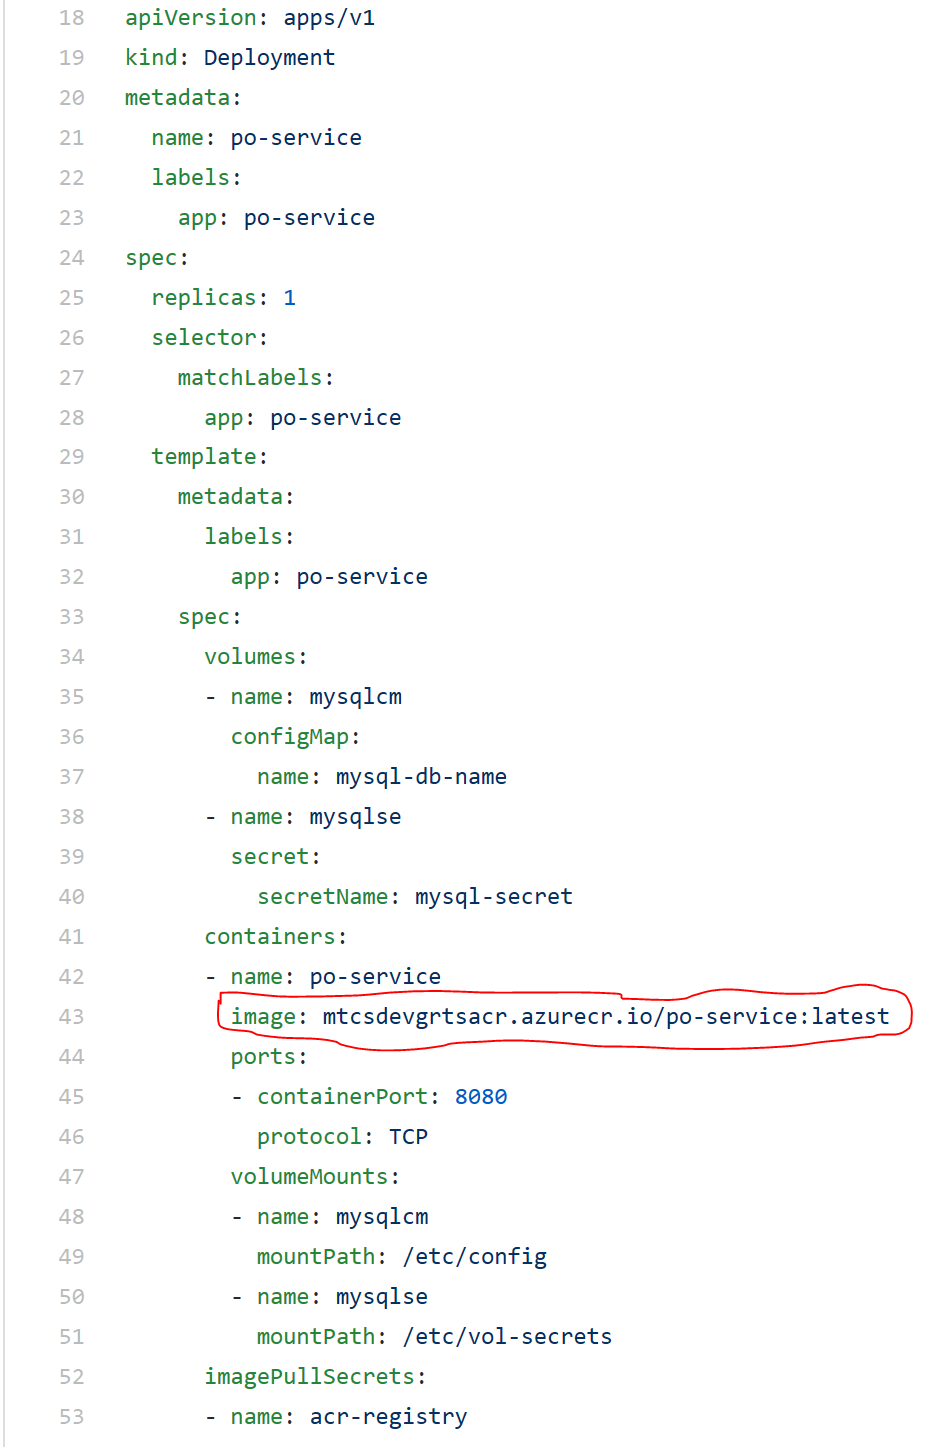 18 apiVersion: apps/v1
19 kind: Deployment
20 metadata:
21   name: po-service
22   labels:
23     app: po-service
24 spec:
25   replicas: 1
26   selector:
27     matchLabels:
28       app: po-service
29   template:
30     metadata:
31       labels:
32         app: po-service
33     spec:
34       volumes:
35       - name: mysqlcm
36         configMap:
37           name: mysql-db-name
38       - name: mysqlse
39         secret:
40           secretName: mysql-secret
41       containers:
42       - name: po-service
43         image: mtcsdevgrtsacr.azurecr.io/po-service:latest
44         ports:
45         - containerPort: 8080
46           protocol: TCP
47         volumeMounts:
48         - name: mysqlcm
49           mountPath: /etc/config
50         - name: mysqlse
51           mountPath: /etc/vol-secrets
52       imagePullSecrets:
53       - name: acr-registry